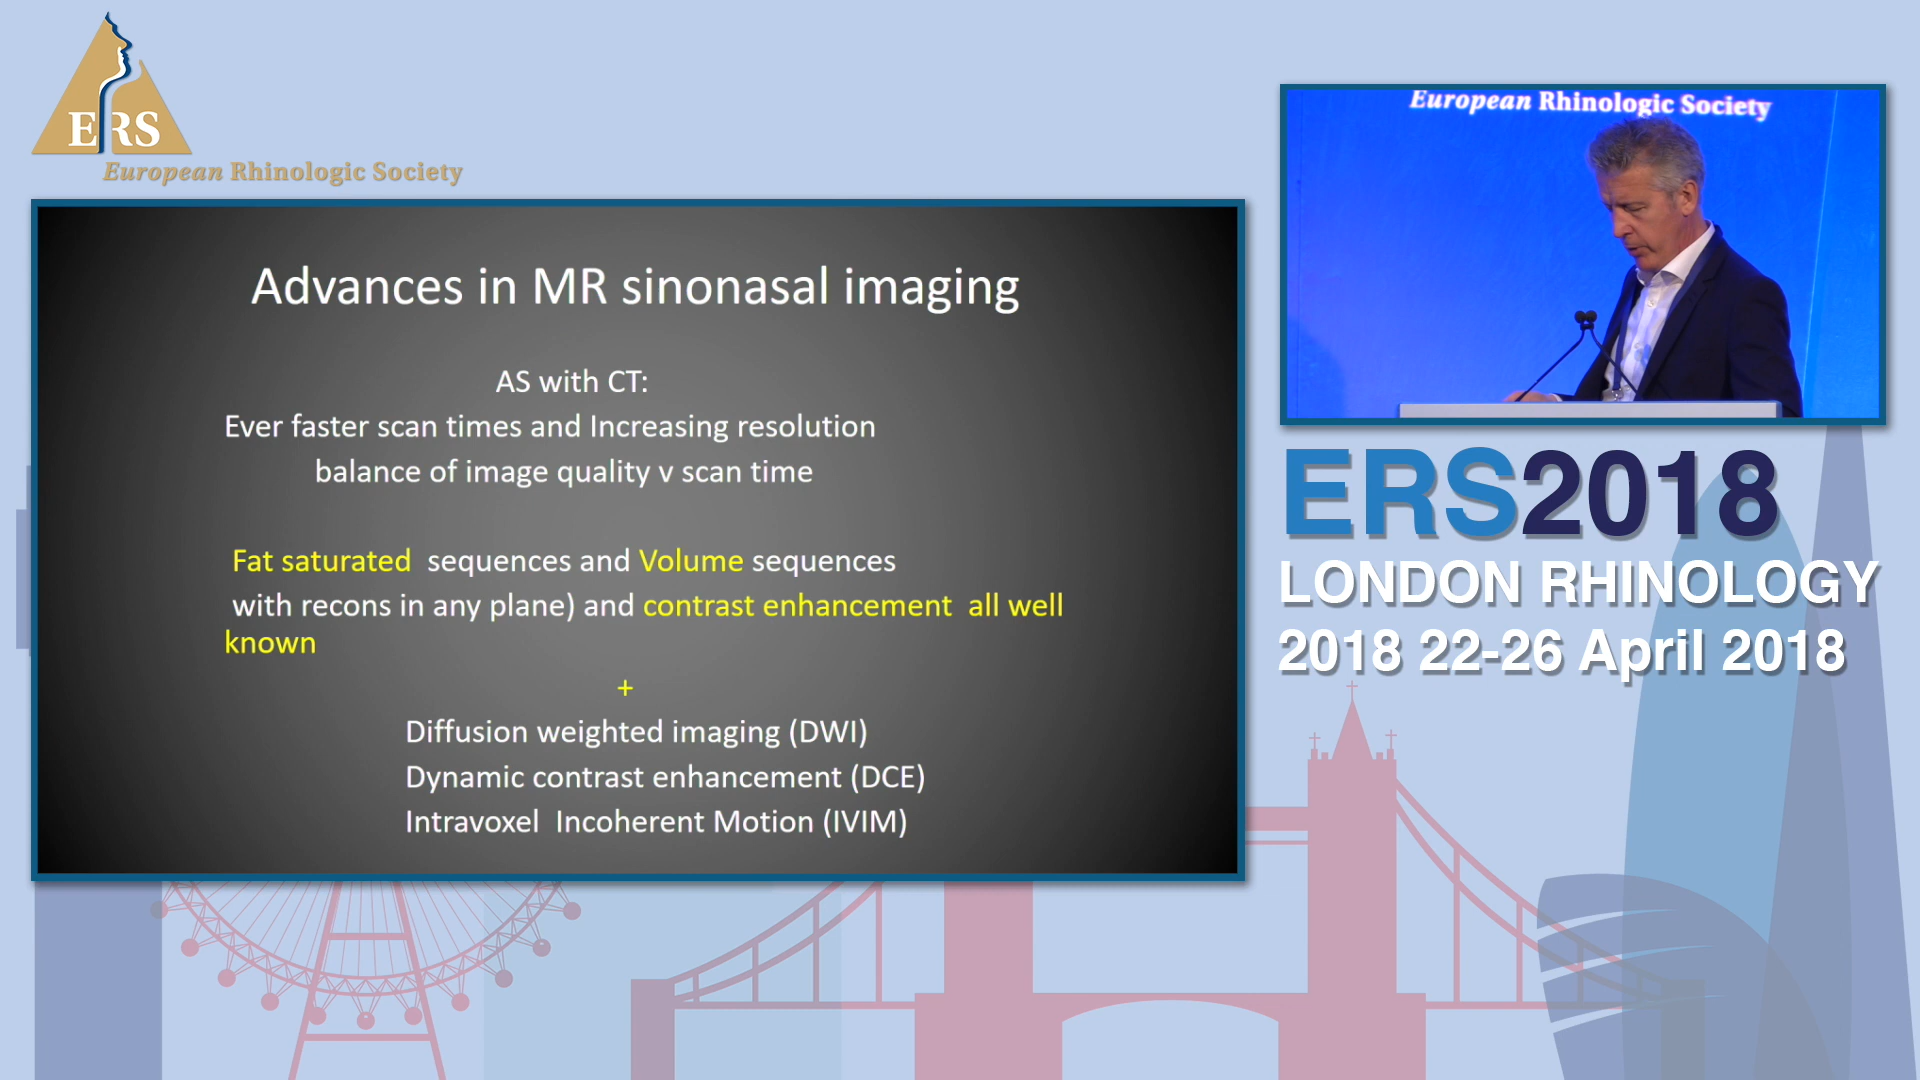 ERS
European Rhinologic Society
Advances in MR sinonasal imaging
AS with CT:
Ever faster scan times and Increasing resolution
balance of image quality v scan time
Fat saturated sequences and Volume sequences
with recons in any plane) and contrast enhancement all well
known
+
Diffusion weighted imaging (DWI)
Dynamic contrast enhancement (DCE)
Intravoxel Incoherent Motion (IVIM)
European Rhinologic Society
ERS2018
LONDON RHINOLOGY
2018 22-26 April 2018